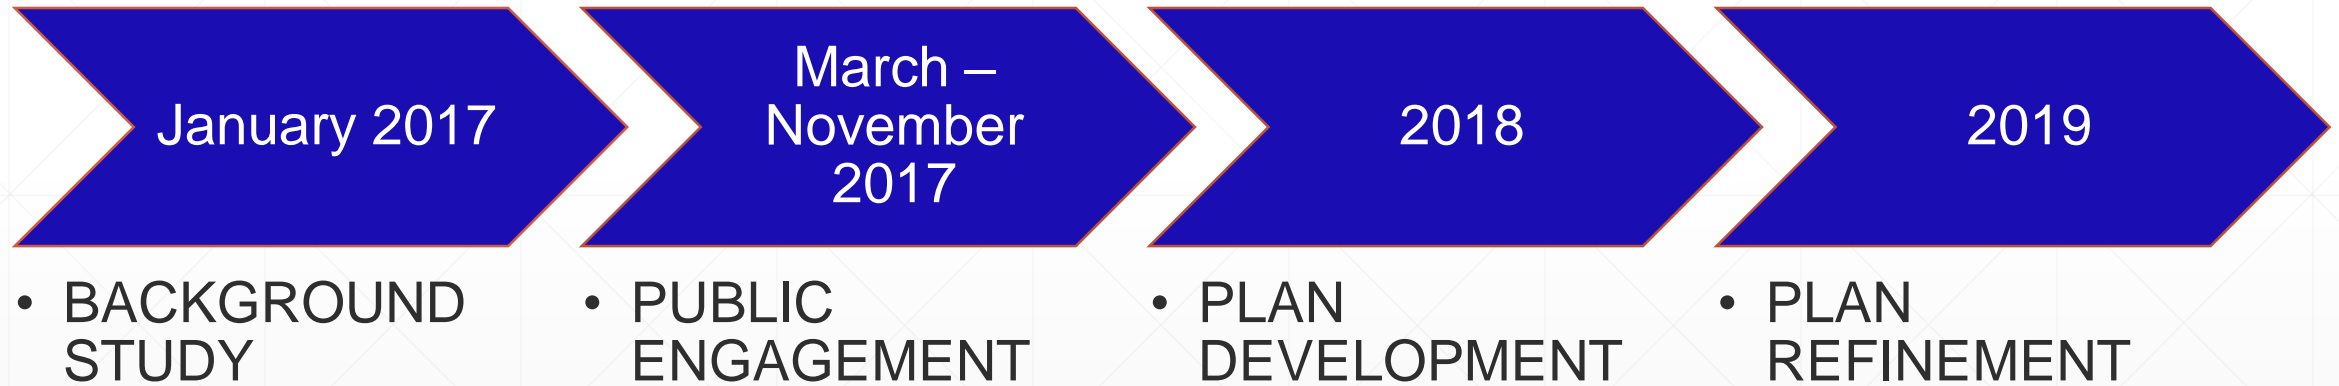 January 2017
March –
November
2017
2018
2019
• BACKGROUND
STUDY
• PUBLIC
ENGAGEMENT
• PLAN
DEVELOPMENT
• PLAN
REFINEMENT